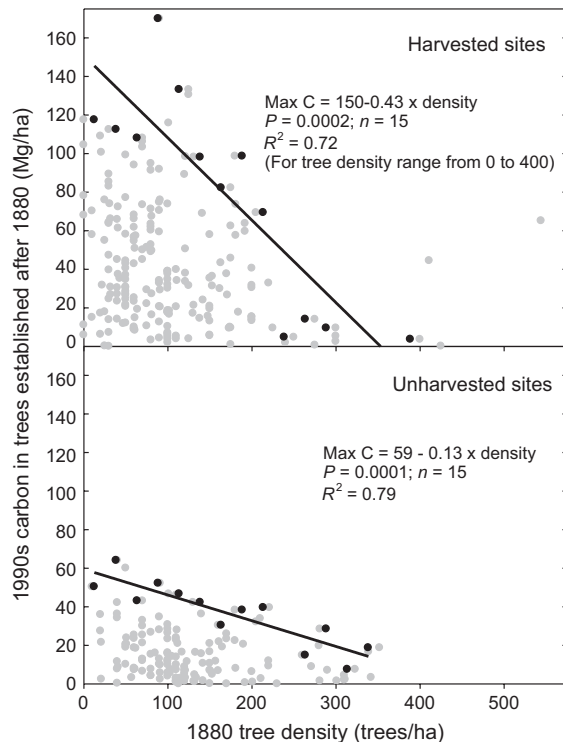 160
140
120
100
80
60
40
20
0
Harvested sites
Max C = 150-0.43 x density
P = 0.0002; n = 15
R² = 0.72
(For tree density range from 0 to 400)
1990s carbon in trees established after 1880 (Mg/ha)
160
140
120
100
80
60
40
20
0
Unharvested sites
Max C = 59 - 0.13 x density
P = 0.0001; n = 15
R² = 0.79
0 100 200 300 400 500
1880 tree density (trees/ha)